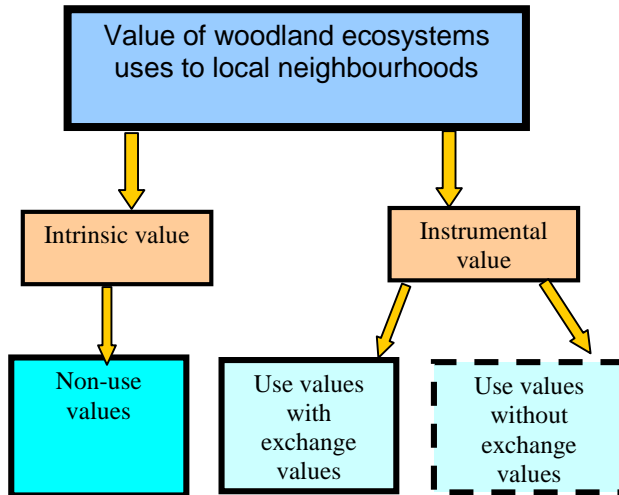 Value of woodland ecosystems
uses to local neighbourhoods
Intrinsic value
Instrumental
value
Non-use
values
Use values
with
exchange
values
Use values
without
exchange
values